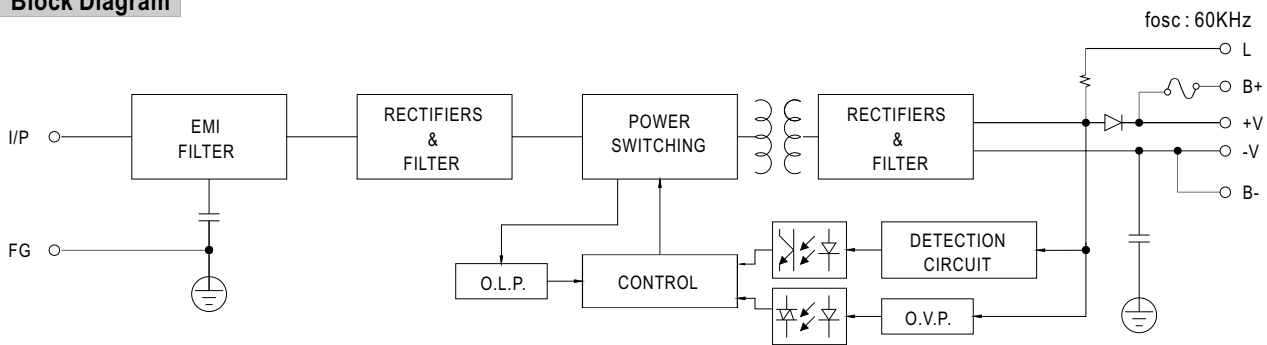 Block Diagram
fosc : 60KHz
L
B+
+V
-V
B-
I/P
EMI
FILTER
RECTIFIERS
&
FILTER
POWER
SWITCHING
RECTIFIERS
&
FILTER
FG
O.L.P.
CONTROL
DETECTION
CIRCUIT
O.V.P.